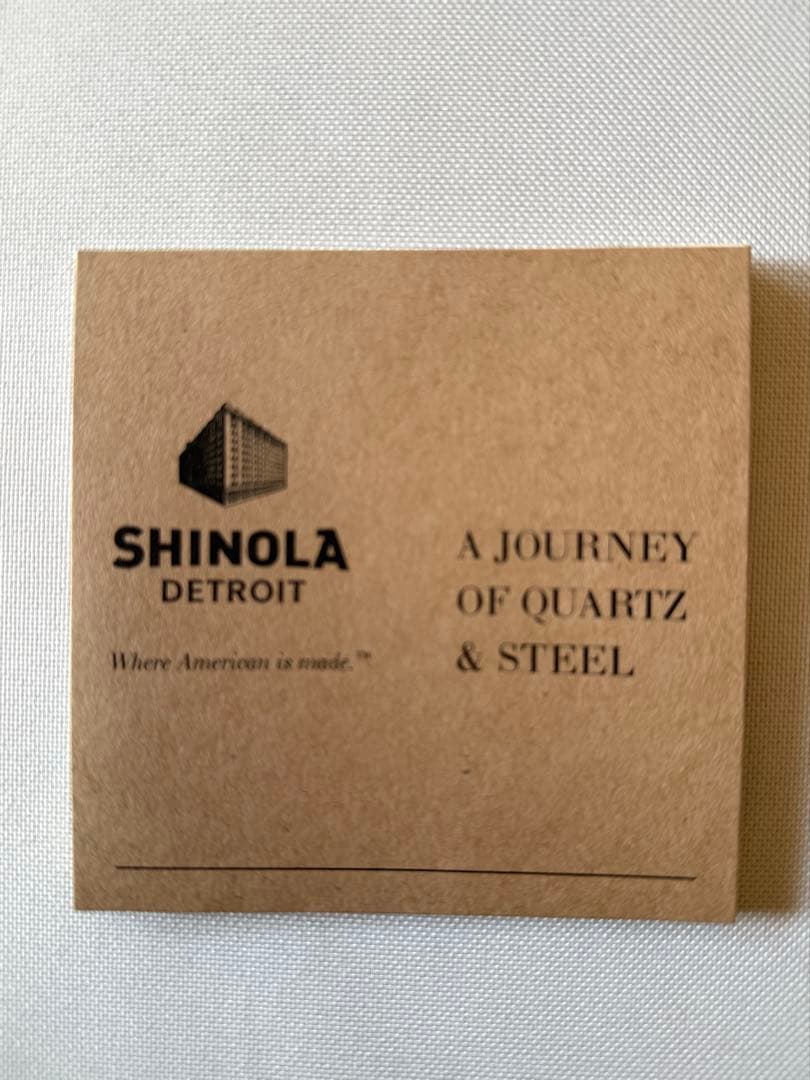 SHINOLA
DETROIT
Where American is made.™
A JOURNEY
OF QUARTZ
& STEEL